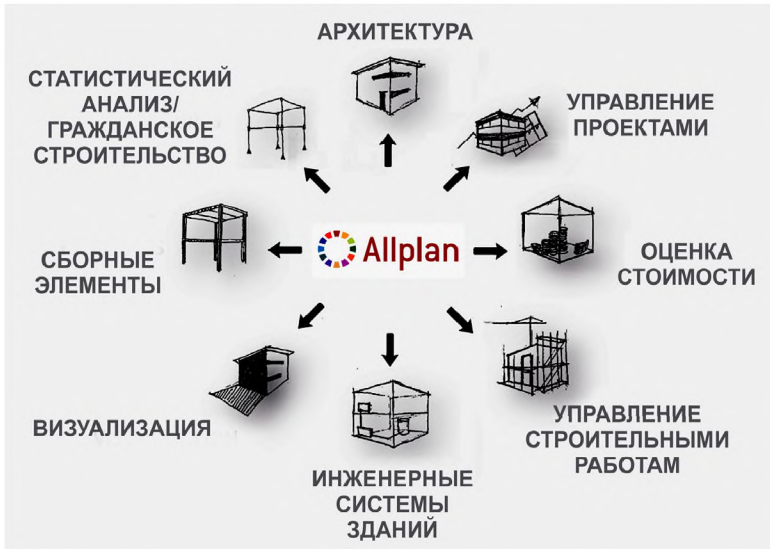 АРХИТЕКТУРА
СТАТИСТИЧЕСКИЙ
АНАЛИЗ/
ГРАЖДАНСКОЕ
СТРОИТЕЛЬСТВО
УПРАВЛЕНИЕ
ПРОЕКТАМИ
СБОРНЫЕ
ЭЛЕМЕНТЫ
Allplan
ОЦЕНКА
СТОИМОСТИ
ВИЗУАЛИЗАЦИЯ
УПРАВЛЕНИЕ
СТРОИТЕЛЬНЫМИ
РАБОТАМ
ИНЖЕНЕРНЫЕ
СИСТЕМЫ
ЗДАНИЙ